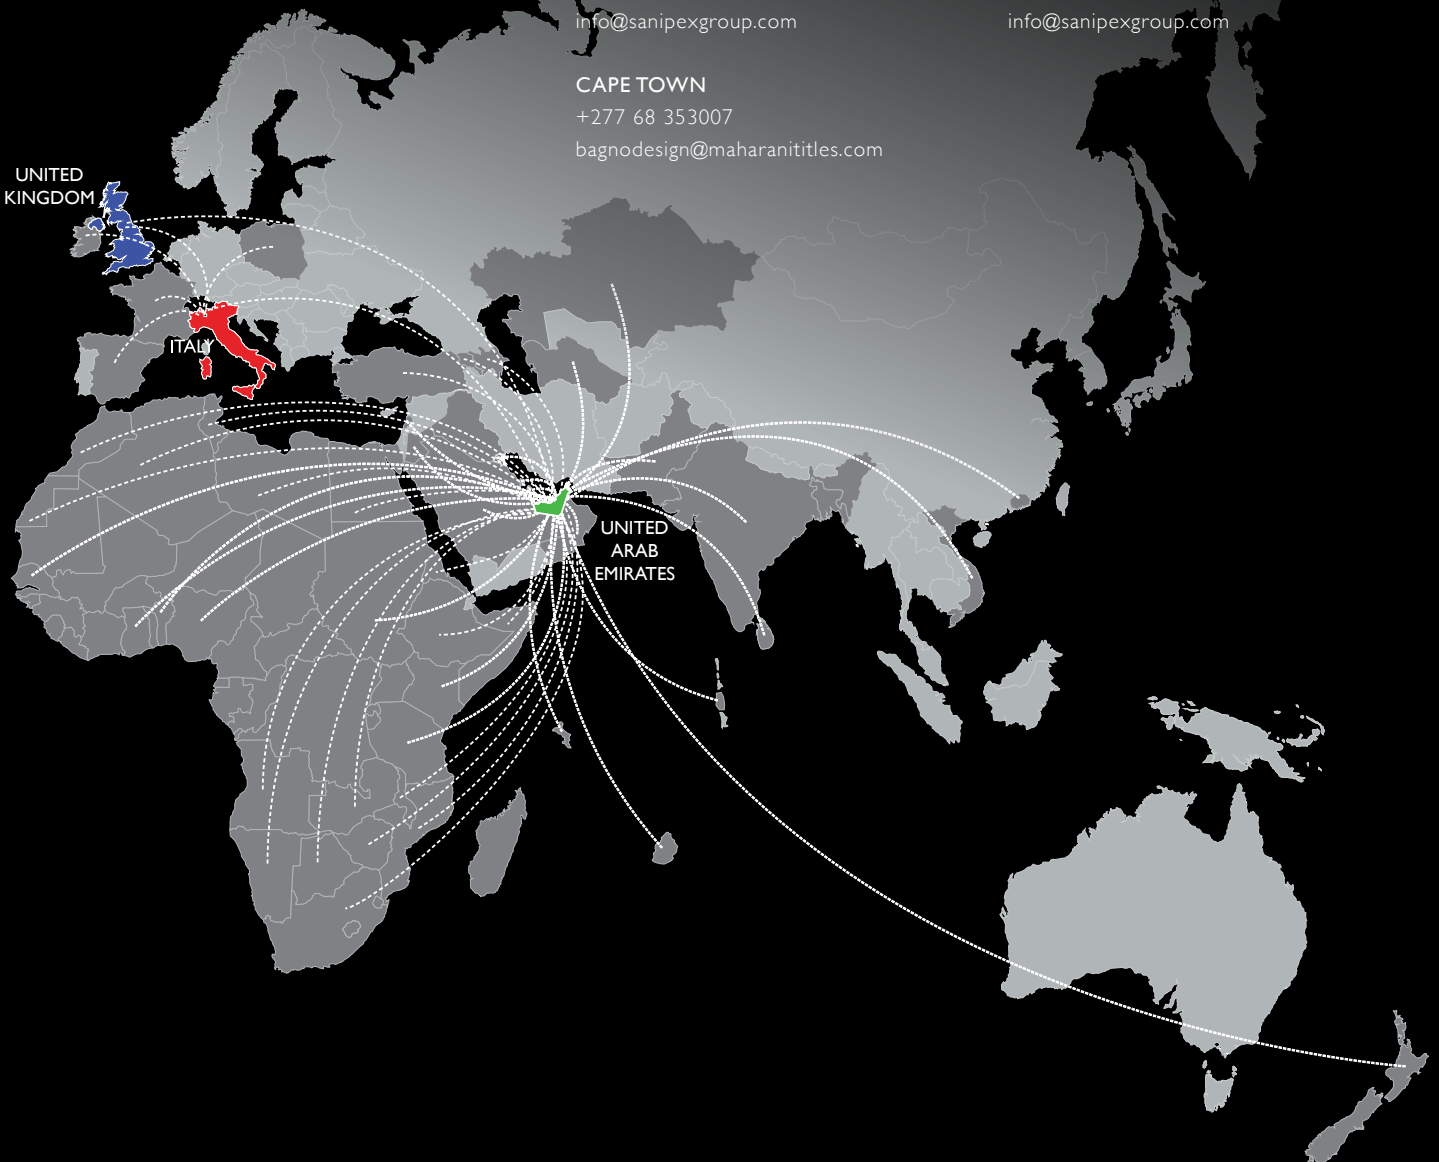 info@sanipexgroup.com
info@sanipexgroup.com
CAPE TOWN
+277 68 353007
bagnodesign@maharanititles.com
UNITED
KINGDOM
ITALY
UNITED
ARAB
EMIRATES